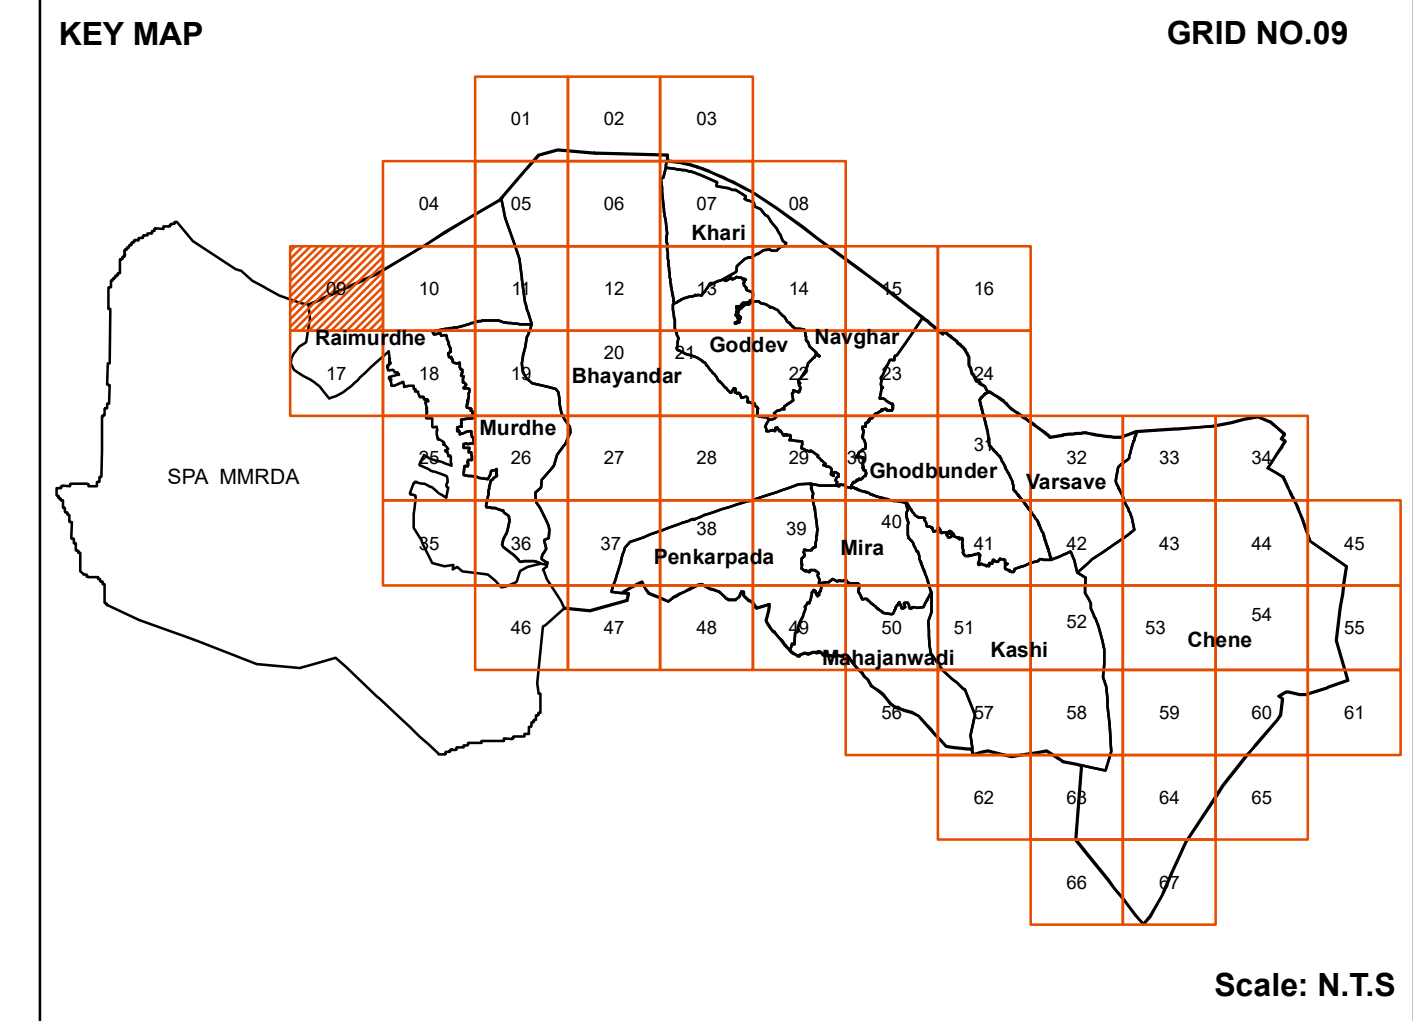 KEY MAP
GRID NO.09
01 02 03
04 05 06 07 08
Khari
09 10 11 12 13 14 15 16
Raimurdhe
Goddev
Navghar
17 18 19 20 21 22 23 24
Bhayandar
Murdhe
25 26 27 28 29 30 31 32 33 34
Ghodbunder
Varsave
SPA MMRDA
35 36 37 38 39 40 41 42 43 44 45
Penkarpada
Mira
46 47 48 49 50 51 52 53 54 55
Mahajanwadi
Kashi
Chene
56 57 58 59 60 61
62 63 64 65
66 67
Scale: N.T.S